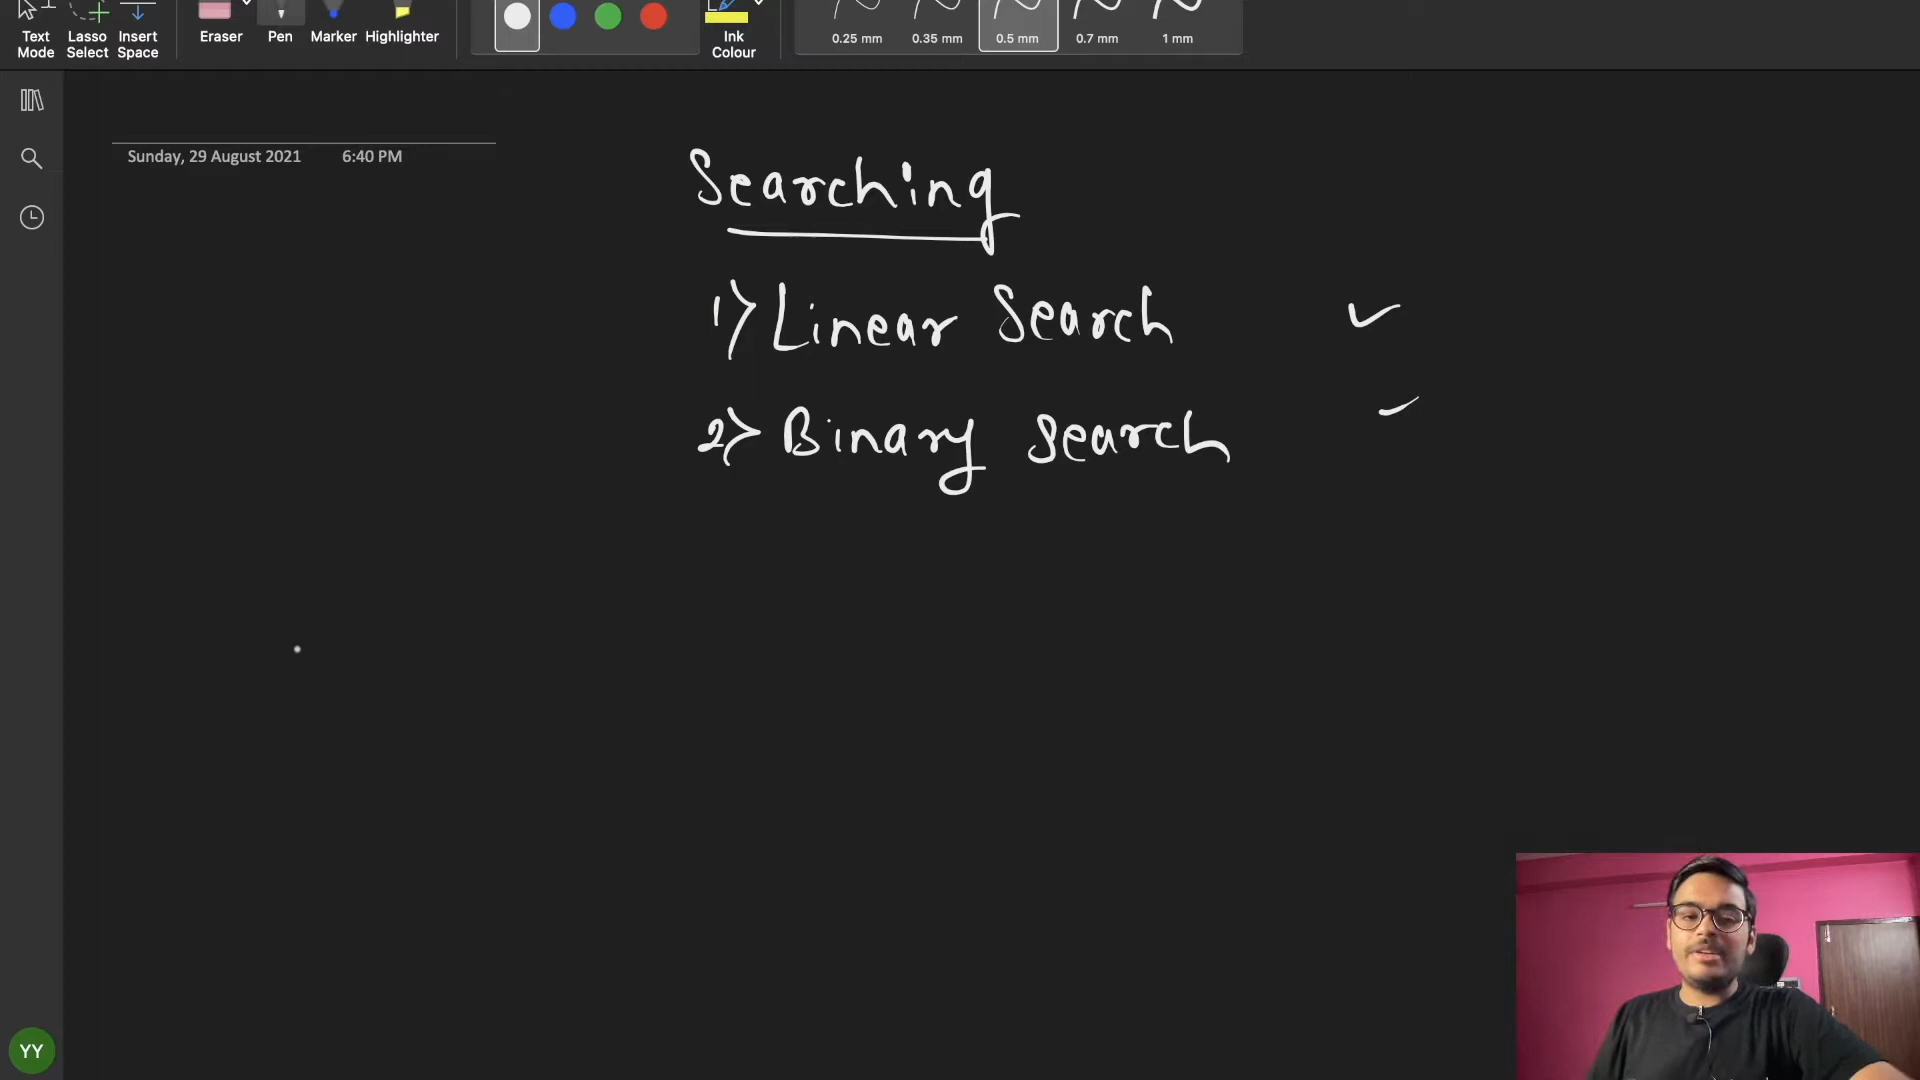 Text Mode
Lasso Select
Insert Space
Eraser
Pen
Marker
Highlighter
Ink Colour
0.25 mm
0.35 mm
0.5 mm
0.7 mm
1 mm
Sunday, 29 August 2021 6:40 PM
Searching
1) Linear Search
2) Binary Search
YY